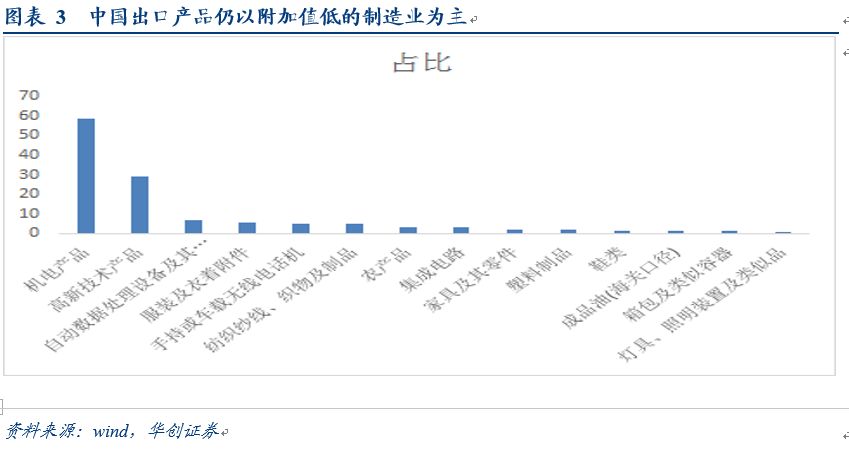 图表 3 中国出口产品仍以附加值低的制造业为主
占比
70
60
50
40
30
20
10
0
机电产品
高新技术产品
自动数据处理设备及其…
服装及衣着附件
手持或车载无线电话机
纺织纱线、织物及制品
农产品
集成电路
家具及其零件
塑料制品
鞋类
成品油(海关口径)
箱包及类似容器
灯具、照明装置及类似品
资料来源：wind，华创证券